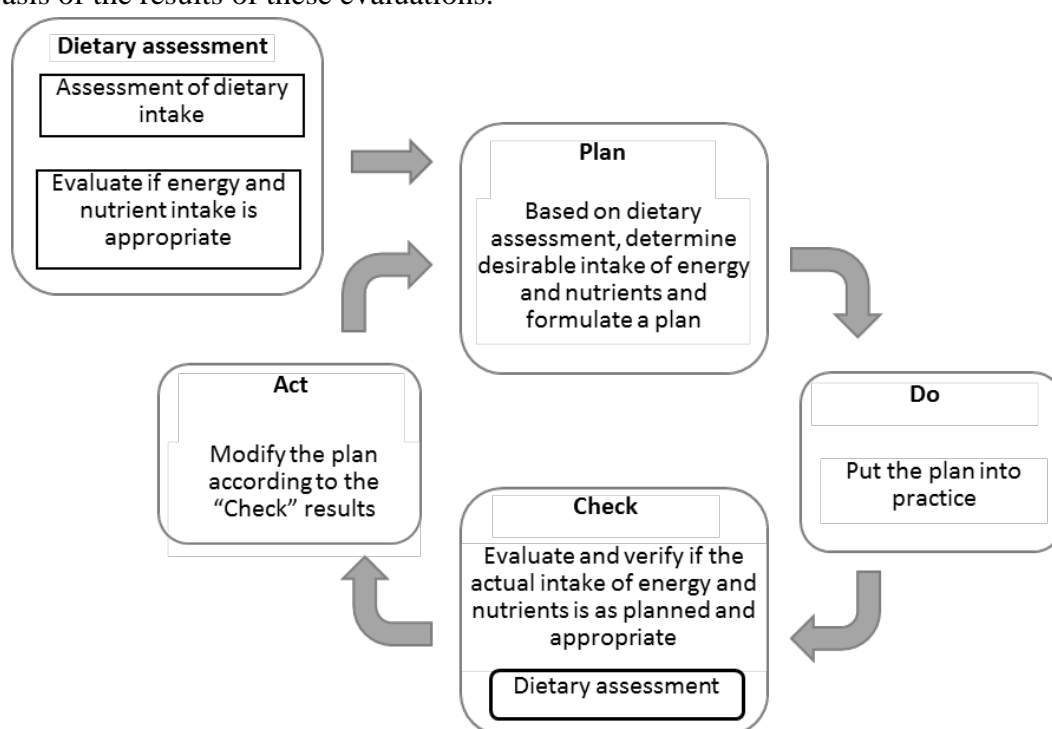 basis of the results of these evaluations.
Dietary assessment
Assessment of dietary
intake
Evaluate if energy and
nutrient intake is
appropriate
Plan
Based on dietary
assessment, determine
desirable intake of energy
and nutrients and
formulate a plan
Do
Put the plan into
practice
Check
Evaluate and verify if the
actual intake of energy and
nutrients is as planned and
appropriate
Dietary assessment
Act
Modify the plan
according to the
“Check” results